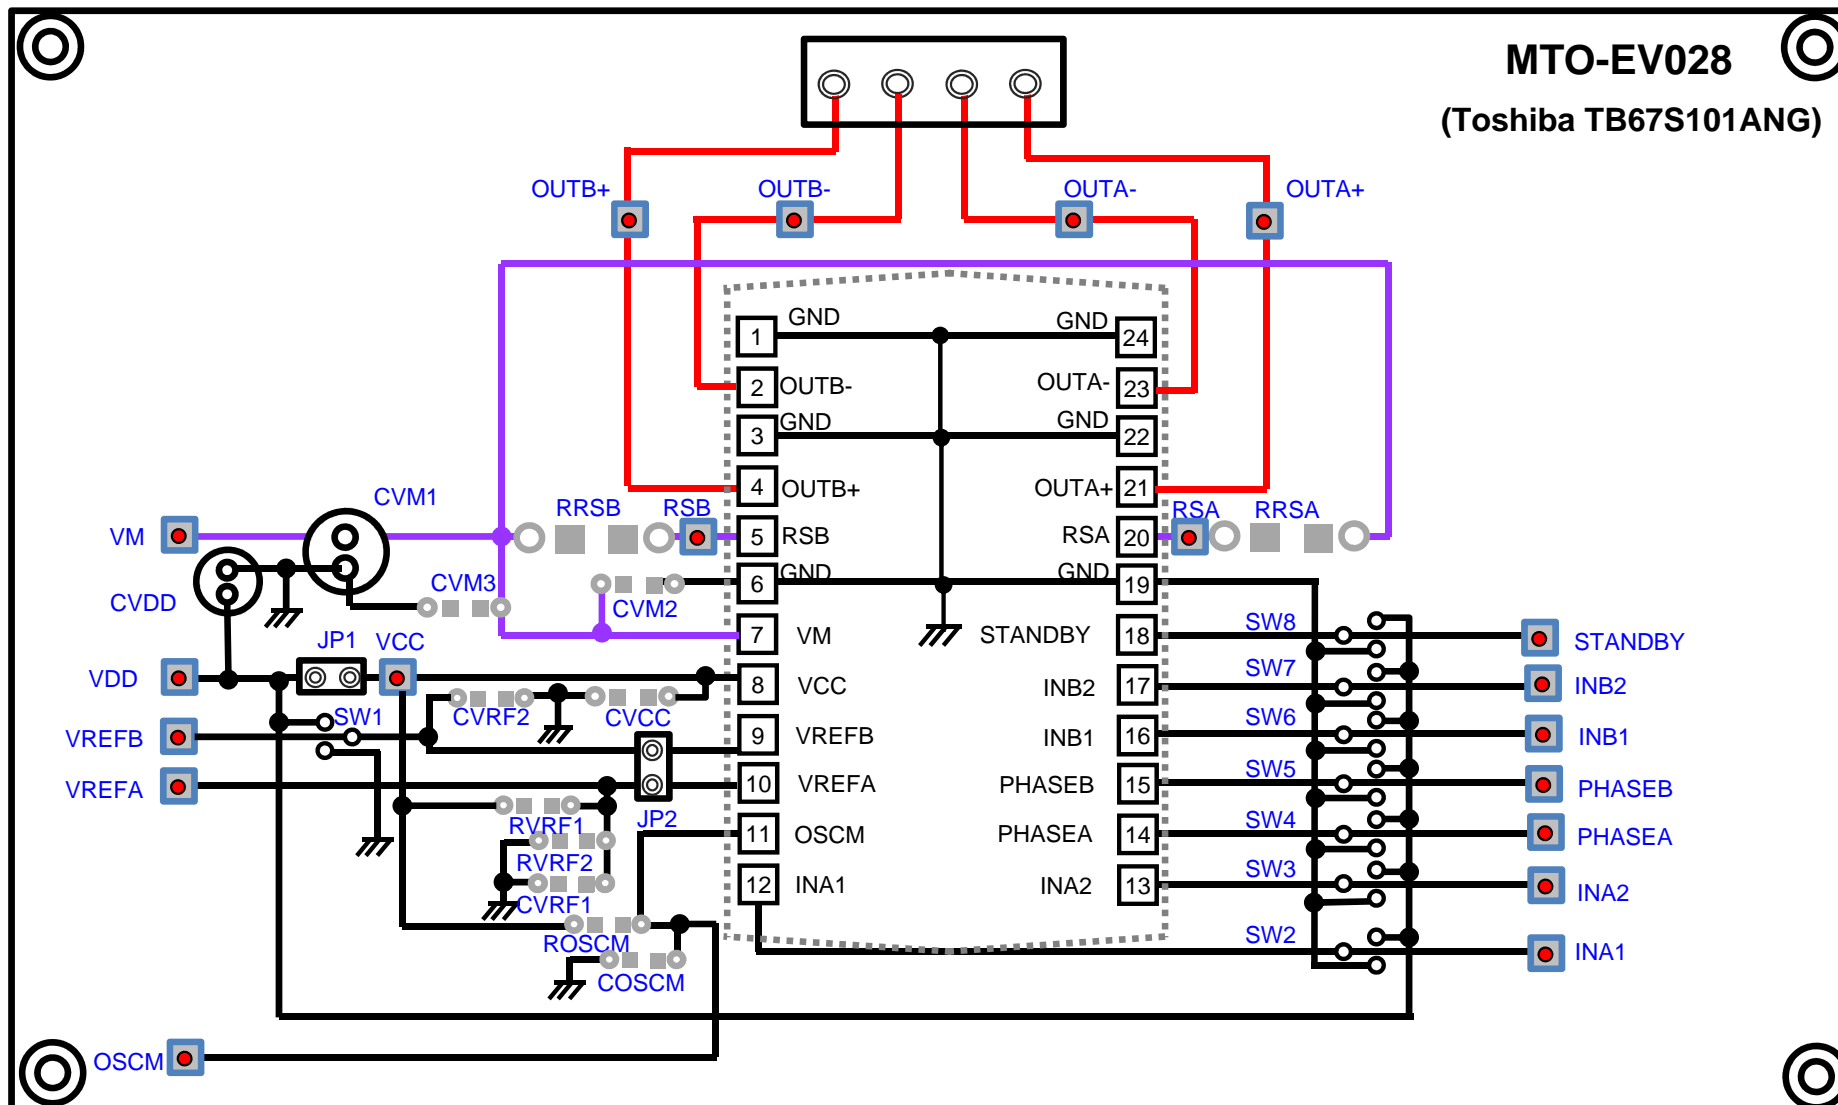 MTO-EV028
(Toshiba TB67S101ANG)
OUTB+
OUTB-
OUTA-
OUTA+
1
GND
GND
24
2
OUTB-
OUTA-
23
3
GND
GND
22
4
OUTB+
OUTA+
21
CVM1
RRSB
RSB
RSA
RRSA
VM
5
RSB
RSA
20
CVDD
CVM3
CVM2
6
GND
GND
19
7
VM
STANDBY
18
SW8
STANDBY
JP1
VCC
VDD
8
VCC
INB2
17
SW7
INB2
CVRF2
CVCC
SW1
VREFB
9
VREFB
INB1
16
SW6
INB1
VREFA
10
VREFA
PHASEB
15
SW5
PHASEB
RVRF1
JP2
11
OSCM
PHASEA
14
SW4
PHASEA
RVRF2
12
INA1
INA2
13
SW3
INA2
CVRF1
ROSCM
SW2
INA1
COSCM
OSCM